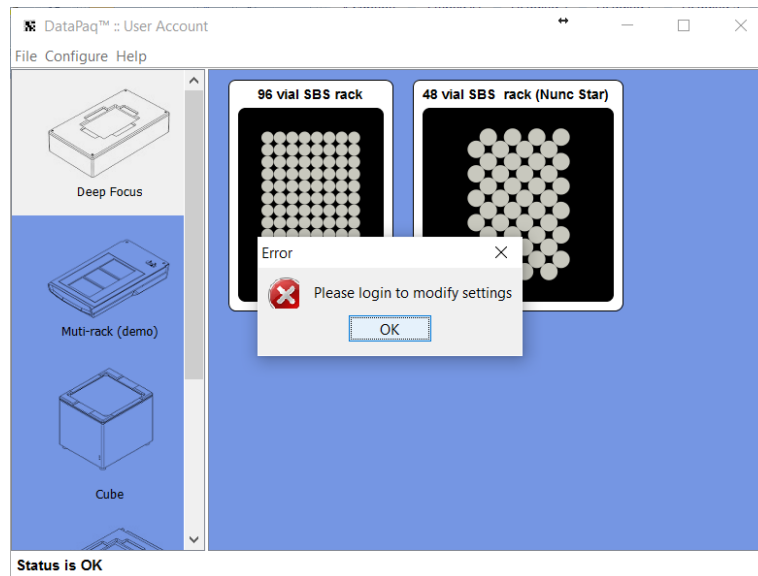 DataPaq™ :: User Account
File Configure Help
Deep Focus
Muti-rack (demo)
Cube
96 vial SBS rack
48 vial SBS rack (Nunc Star)
Error
Please login to modify settings
OK
Status is OK